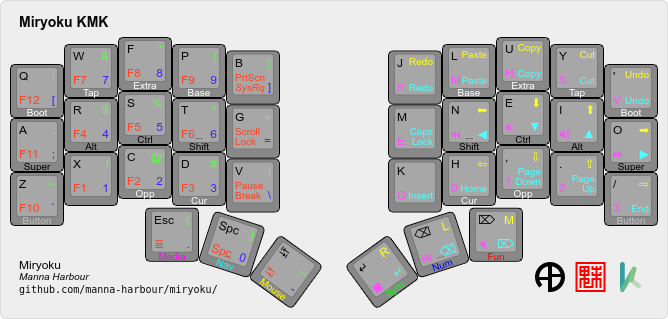 Miryoku KMK
Q F12 [ Boot
W & F7 7 Tap
F * F8 8 Extra
P ( F9 9 Base
B PrtScn SysRq ]
J Redo Redo
L Paste Paste Base
U Copy Copy Extra
Y Cut Cut Tap
' Undo Undo Boot
A : F11 ; Super
R $ F4 4 Alt
S % F5 5 Ctrl
T ^ F6 6 Shift
G + Scroll Lock =
M Caps Lock
N Shift
E Ctrl
I Alt
O Super
Z ~ F10 ` Button
X ! F1 1
C @ F2 2 Opp
D # F3 3 Cur
V | Pause Break \
K Insert
H Home Cur
, Page Down Opp
. Page Up
/ End Button
Esc Media
Spc Spc 0 Nav
Mouse
R
L Num
M Fun
Miryoku
Manna Harbour
github.com/manna-harbour/miryoku/
魅